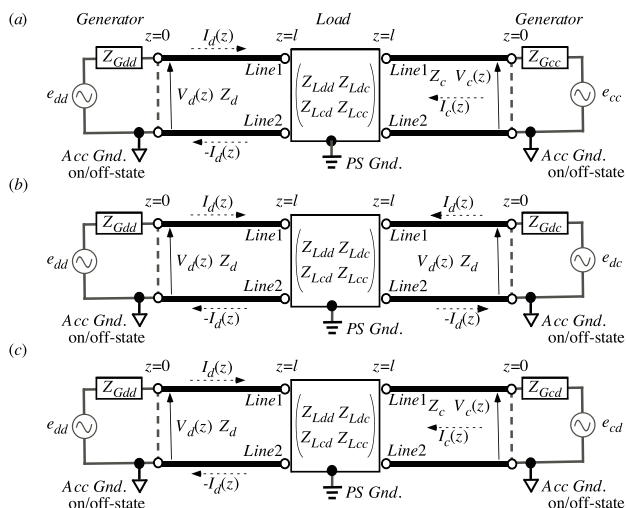 (a) Generator Load Generator
z=0 I_d(z) z=l z=l z=0
Z_Gdd Line1 Line1 Z_c V_c(z) Z_Gcc
e_dd V_d(z) Z_d (Z_Ldd Z_Ldc I_c(z) e_cc
Z_Lcd Z_Lcc)
Line2 Line2
Acc Gnd. -I_d(z) PS Gnd. Acc Gnd.
on/off-state on/off-state
(b)
z=0 I_d(z) z=l z=l I_d(z) z=0
Z_Gdd Line1 Line1 Z_Gdc
e_dd V_d(z) Z_d (Z_Ldd Z_Ldc V_d(z) Z_d e_dc
Z_Lcd Z_Lcc)
Line2 Line2
Acc Gnd. -I_d(z) PS Gnd. -I_d(z) Acc Gnd.
on/off-state on/off-state
(c)
z=0 I_d(z) z=l z=l z=0
Z_Gdd Line1 Line1 Z_c V_c(z) Z_Gcd
e_dd V_d(z) Z_d (Z_Ldd Z_Ldc I_c(z) e_cd
Z_Lcd Z_Lcc)
Line2 Line2
Acc Gnd. -I_d(z) PS Gnd. Acc Gnd.
on/off-state on/off-state